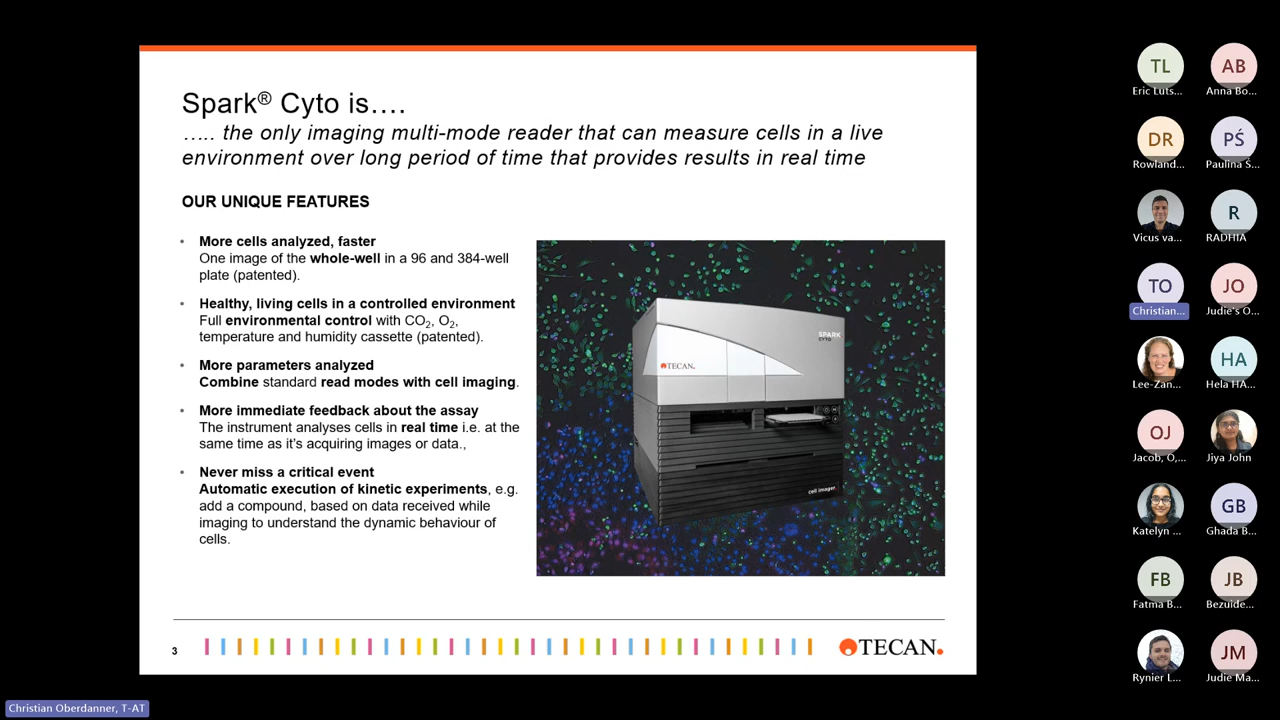 Spark® Cyto is….
….. the only imaging multi-mode reader that can measure cells in a live
environment over long period of time that provides results in real time
OUR UNIQUE FEATURES
• More cells analyzed, faster
One image of the whole-well in a 96 and 384-well
plate (patented).
• Healthy, living cells in a controlled environment
Full environmental control with CO₂, O₂,
temperature and humidity cassette (patented).
• More parameters analyzed
Combine standard read modes with cell imaging.
• More immediate feedback about the assay
The instrument analyses cells in real time i.e. at the
same time as it's acquiring images or data.,
• Never miss a critical event
Automatic execution of kinetic experiments, e.g.
add a compound, based on data received while
imaging to understand the dynamic behaviour of
cells.
SPARK
CYTO
TECAN.
cell imager
3
TECAN.
TL
Eric Luts...
AB
Anna Bo...
DR
Rowland...
PŚ
Paulina Ś...
Vicus va...
R
RADHIA
TO
Christian...
JO
Judie's O...
Lee-Zan...
HA
Hela HA...
OJ
Jacob, O,...
Jiya John
Katelyn ...
GB
Ghada B...
FB
Fatma B...
JB
Bezuide...
Rynier L...
JM
Judie Ma...
Christian Oberdanner, T-AT